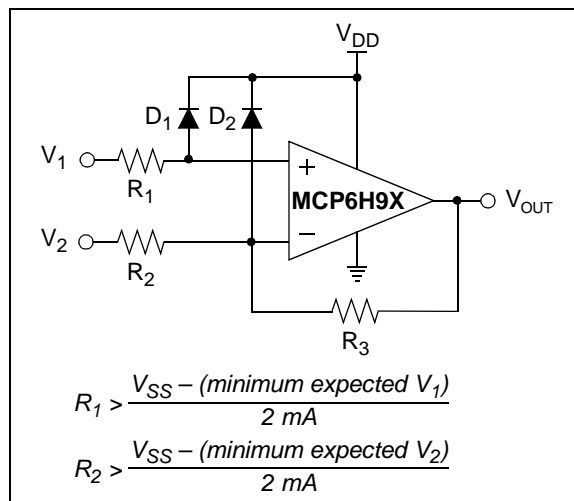 V_DD
D_1 D_2
V_1
R_1
+
MCP6H9X
V_OUT
V_2
−
R_2
R_3
R_1 > V_SS – (minimum expected V_1) / 2 mA
R_2 > V_SS – (minimum expected V_2) / 2 mA